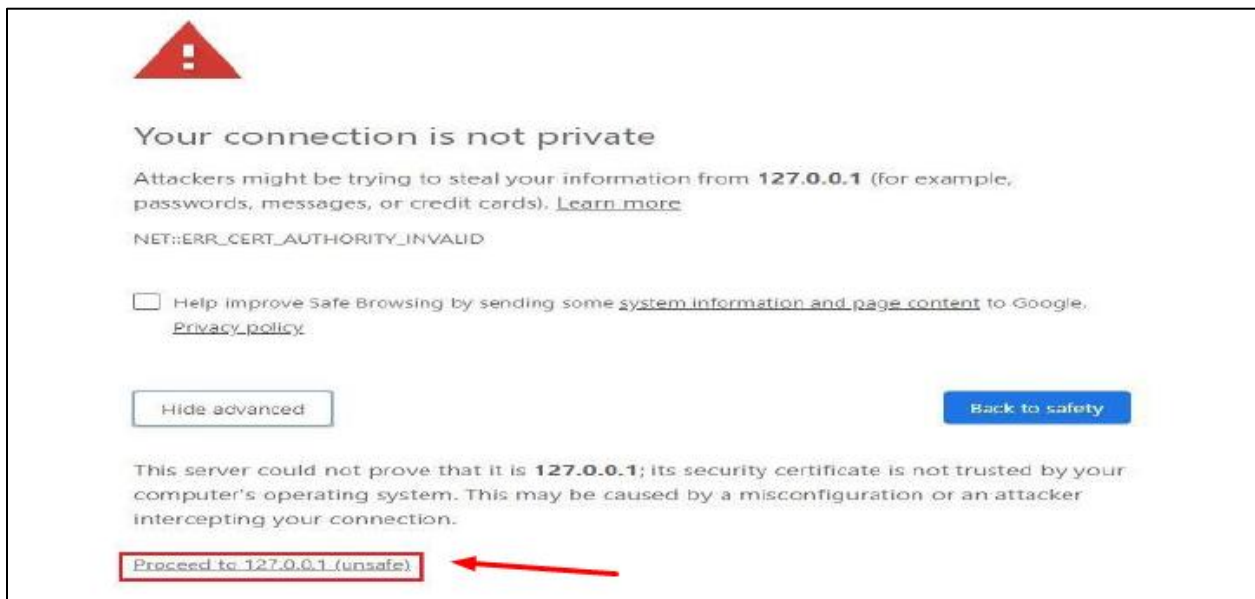 !
Your connection is not private
Attackers might be trying to steal your information from 127.0.0.1 (for example,
passwords, messages, or credit cards). Learn more
NET::ERR_CERT_AUTHORITY_INVALID
Help improve Safe Browsing by sending some system information and page content to Google.
Privacy policy
Hide advanced
Back to safety
This server could not prove that it is 127.0.0.1; its security certificate is not trusted by your
computer's operating system. This may be caused by a misconfiguration or an attacker
intercepting your connection.
Proceed to 127.0.0.1 (unsafe)